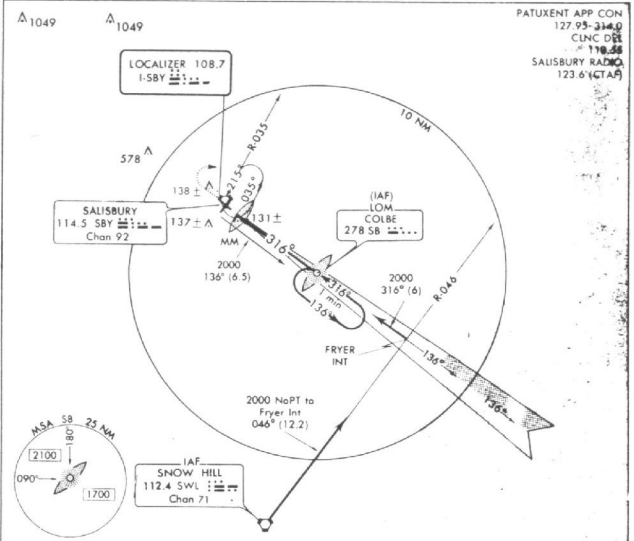 1049
1049
PATUXENT APP CON
127.95 314.0
CLNC DEL
SALISBURY RADIO
123.6 (CTAF)
LOCALIZER 108.7
I-SBY
10 NM
R-035
578
215°
035°
138 ±
SALISBURY
114.5 SBY
Chan 92
137 ±
131 ±
MM
316°
(IAF)
LOM
COLBE
278 SB
2000
136° (6.5)
316°
1 min
136°
2000
316° (6)
R-046
FRYER
INT
136°
136°
2000 NoPT to
Fryer Int
046° (12.2)
MSA SB 25 NM
180°
2100
090°
1700
IAF
SNOW HILL
112.4 SWL
Chan 71